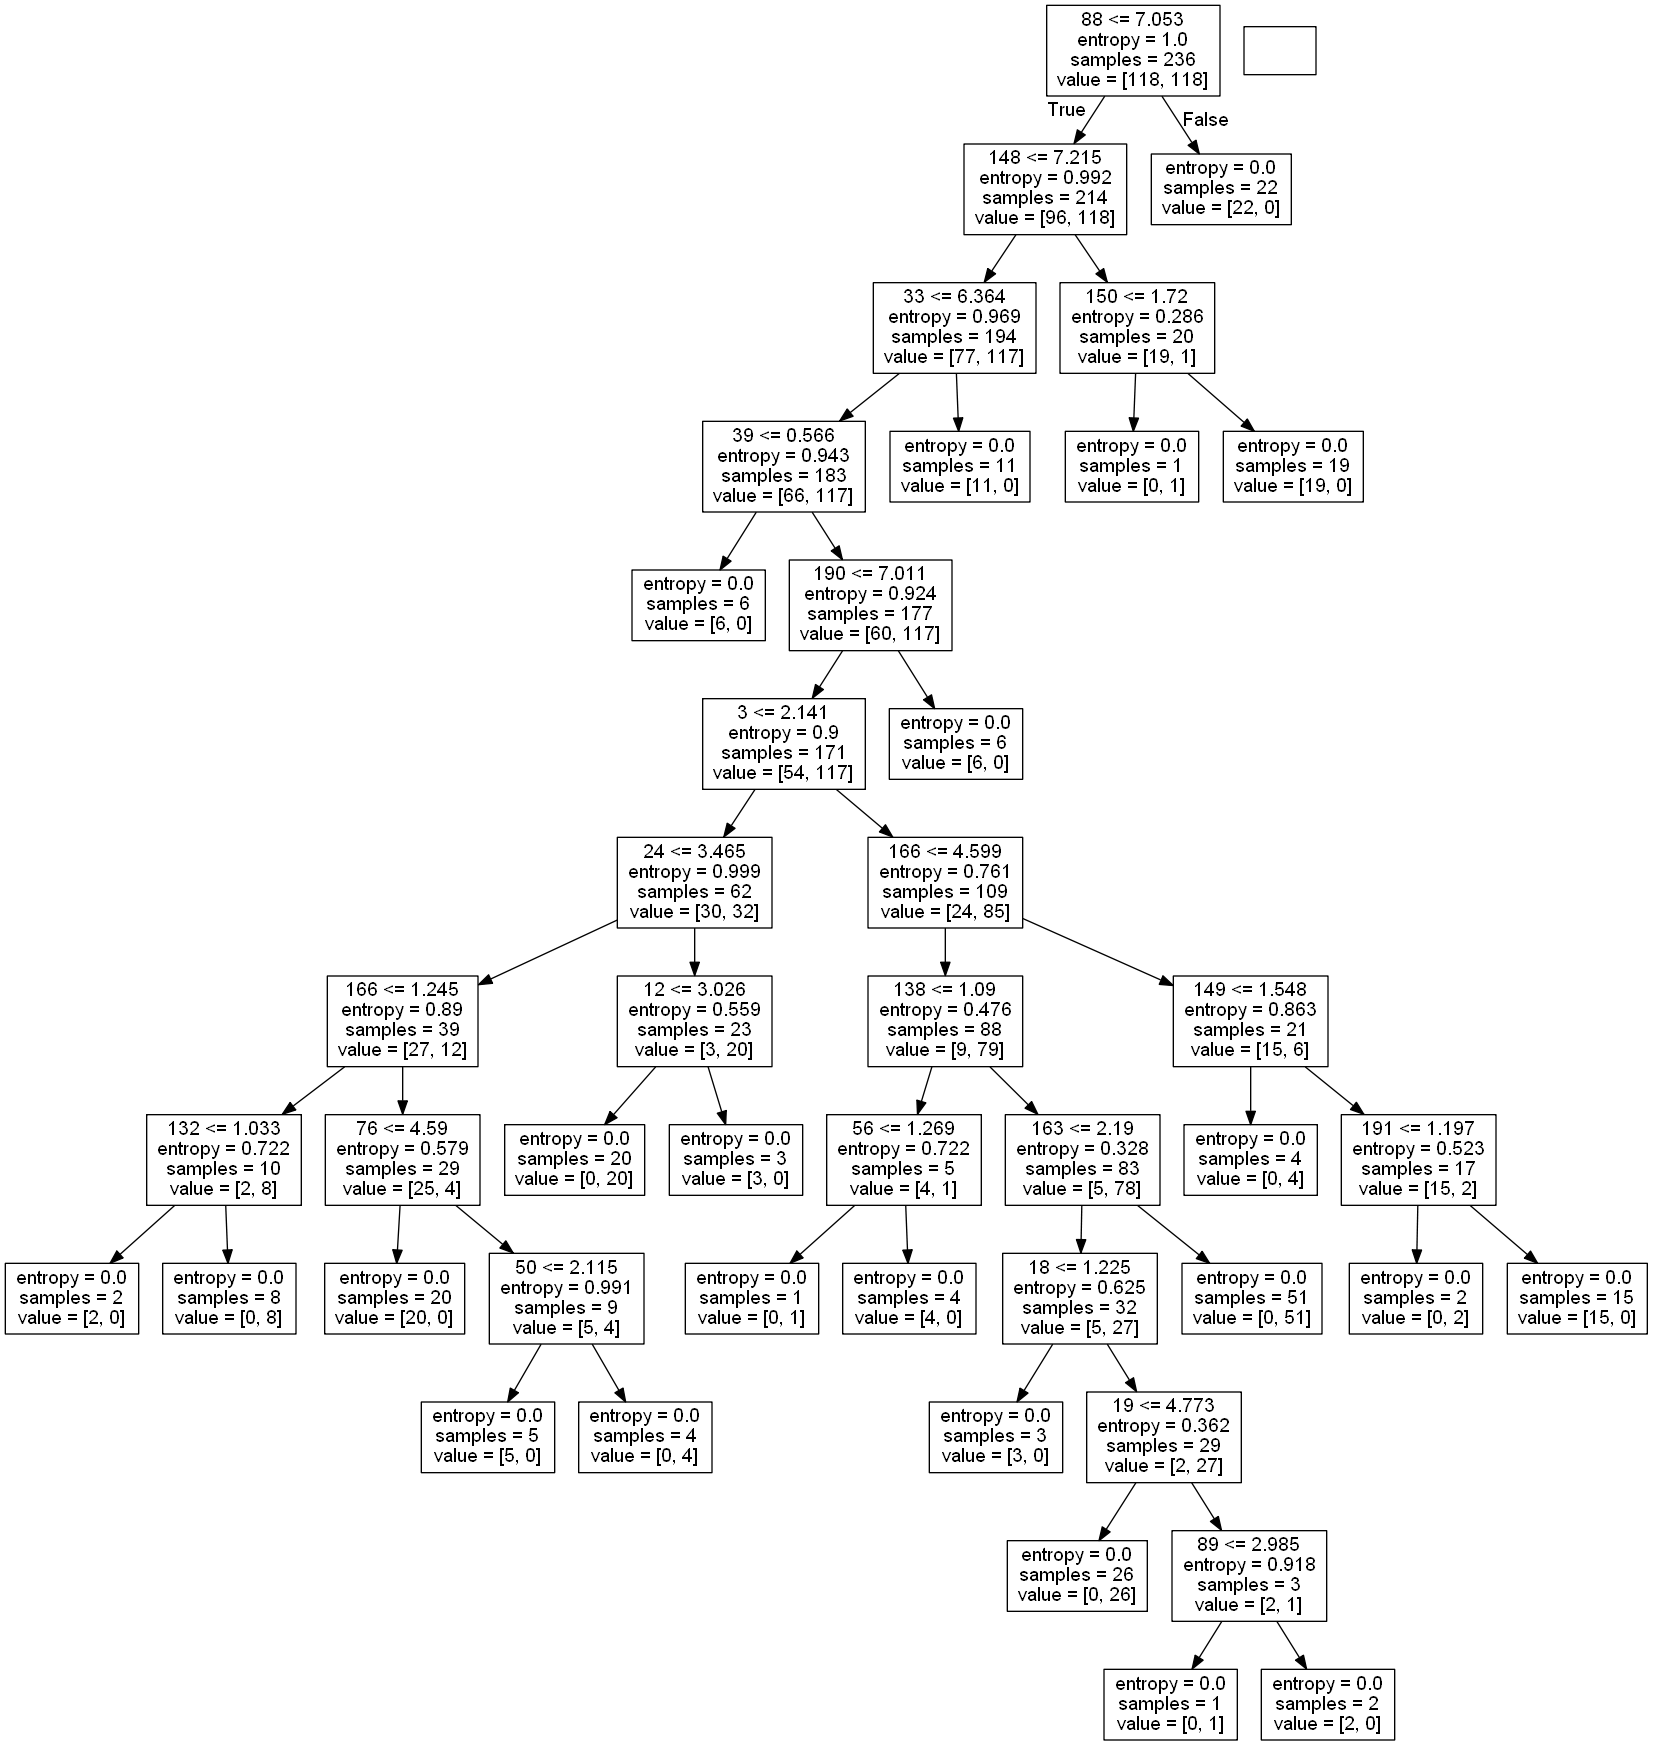 88 <= 7.053
entropy = 1.0
samples = 236
value = [118, 118]
True
False
148 <= 7.215
entropy = 0.992
samples = 214
value = [96, 118]
entropy = 0.0
samples = 22
value = [22, 0]
33 <= 6.364
entropy = 0.969
samples = 194
value = [77, 117]
150 <= 1.72
entropy = 0.286
samples = 20
value = [19, 1]
39 <= 0.566
entropy = 0.943
samples = 183
value = [66, 117]
entropy = 0.0
samples = 11
value = [11, 0]
entropy = 0.0
samples = 1
value = [0, 1]
entropy = 0.0
samples = 19
value = [19, 0]
entropy = 0.0
samples = 6
value = [6, 0]
190 <= 7.011
entropy = 0.924
samples = 177
value = [60, 117]
3 <= 2.141
entropy = 0.9
samples = 171
value = [54, 117]
entropy = 0.0
samples = 6
value = [6, 0]
24 <= 3.465
entropy = 0.999
samples = 62
value = [30, 32]
166 <= 4.599
entropy = 0.761
samples = 109
value = [24, 85]
166 <= 1.245
entropy = 0.89
samples = 39
value = [27, 12]
12 <= 3.026
entropy = 0.559
samples = 23
value = [3, 20]
138 <= 1.09
entropy = 0.476
samples = 88
value = [9, 79]
149 <= 1.548
entropy = 0.863
samples = 21
value = [15, 6]
132 <= 1.033
entropy = 0.722
samples = 10
value = [2, 8]
76 <= 4.59
entropy = 0.579
samples = 29
value = [25, 4]
entropy = 0.0
samples = 20
value = [0, 20]
entropy = 0.0
samples = 3
value = [3, 0]
56 <= 1.269
entropy = 0.722
samples = 5
value = [4, 1]
163 <= 2.19
entropy = 0.328
samples = 83
value = [5, 78]
entropy = 0.0
samples = 4
value = [0, 4]
191 <= 1.197
entropy = 0.523
samples = 17
value = [15, 2]
entropy = 0.0
samples = 2
value = [2, 0]
entropy = 0.0
samples = 8
value = [0, 8]
entropy = 0.0
samples = 20
value = [20, 0]
50 <= 2.115
entropy = 0.991
samples = 9
value = [5, 4]
entropy = 0.0
samples = 1
value = [0, 1]
entropy = 0.0
samples = 4
value = [4, 0]
18 <= 1.225
entropy = 0.625
samples = 32
value = [5, 27]
entropy = 0.0
samples = 51
value = [0, 51]
entropy = 0.0
samples = 2
value = [0, 2]
entropy = 0.0
samples = 15
value = [15, 0]
entropy = 0.0
samples = 5
value = [5, 0]
entropy = 0.0
samples = 4
value = [0, 4]
entropy = 0.0
samples = 3
value = [3, 0]
19 <= 4.773
entropy = 0.362
samples = 29
value = [2, 27]
entropy = 0.0
samples = 26
value = [0, 26]
89 <= 2.985
entropy = 0.918
samples = 3
value = [2, 1]
entropy = 0.0
samples = 1
value = [0, 1]
entropy = 0.0
samples = 2
value = [2, 0]